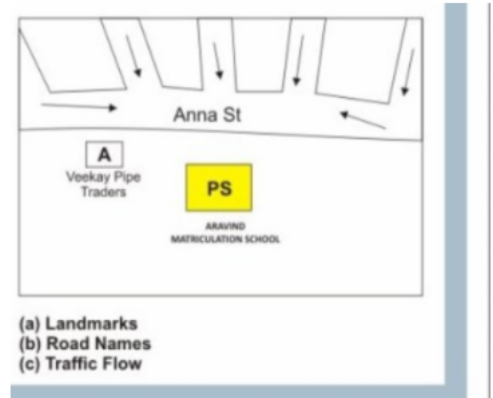 Anna St
A
Veekay Pipe
Traders
PS
ARAVIND
MATRICULATION SCHOOL
(a) Landmarks
(b) Road Names
(c) Traffic Flow